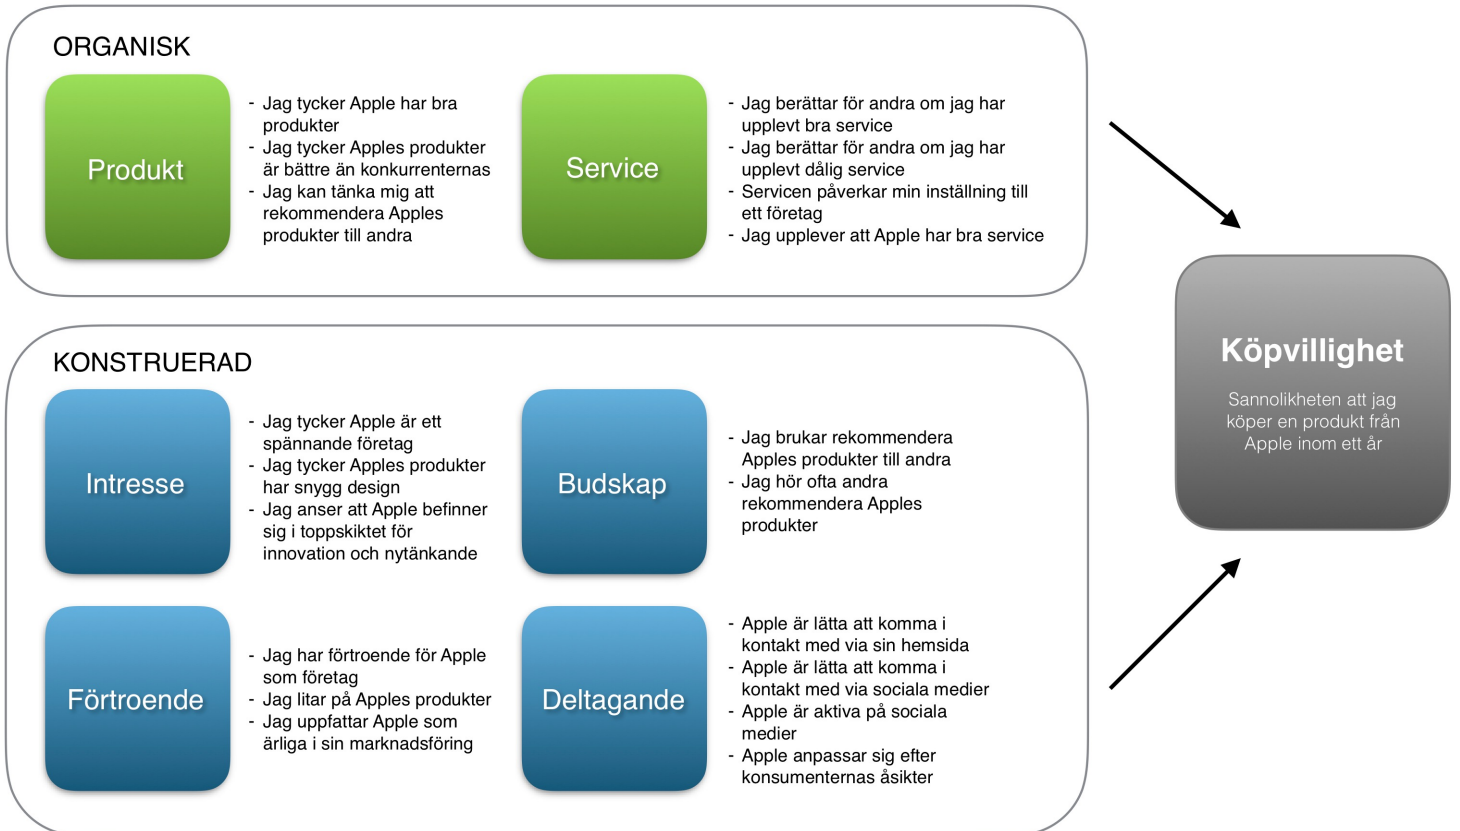 ORGANISK
Produkt
- Jag tycker Apple har bra
produkter
- Jag tycker Apples produkter
är bättre än konkurrenternas
- Jag kan tänka mig att
rekommendera Apples
produkter till andra
Service
- Jag berättar för andra om jag har
upplevt bra service
- Jag berättar för andra om jag har
upplevt dålig service
- Servicen påverkar min inställning till
ett företag
- Jag upplever att Apple har bra service
KONSTRUERAD
Intresse
- Jag tycker Apple är ett
spännande företag
- Jag tycker Apples produkter
har snygg design
- Jag anser att Apple befinner
sig i toppskiktet för
innovation och nytänkande
Budskap
- Jag brukar rekommendera
Apples produkter till andra
- Jag hör ofta andra
rekommendera Apples
produkter
Förtroende
- Jag har förtroende för Apple
som företag
- Jag litar på Apples produkter
- Jag uppfattar Apple som
ärliga i sin marknadsföring
Deltagande
- Apple är lätta att komma i
kontakt med via sin hemsida
- Apple är lätta att komma i
kontakt med via sociala medier
- Apple är aktiva på sociala
medier
- Apple anpassar sig efter
konsumenternas åsikter
Köpvillighet
Sannolikheten att jag
köper en produkt från
Apple inom ett år